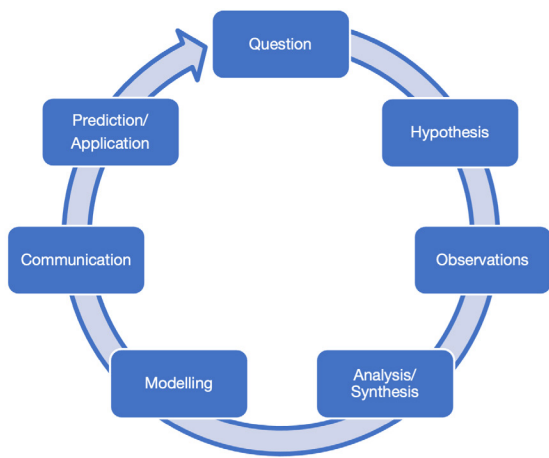 Question
Hypothesis
Observations
Analysis/
Synthesis
Modelling
Communication
Prediction/
Application